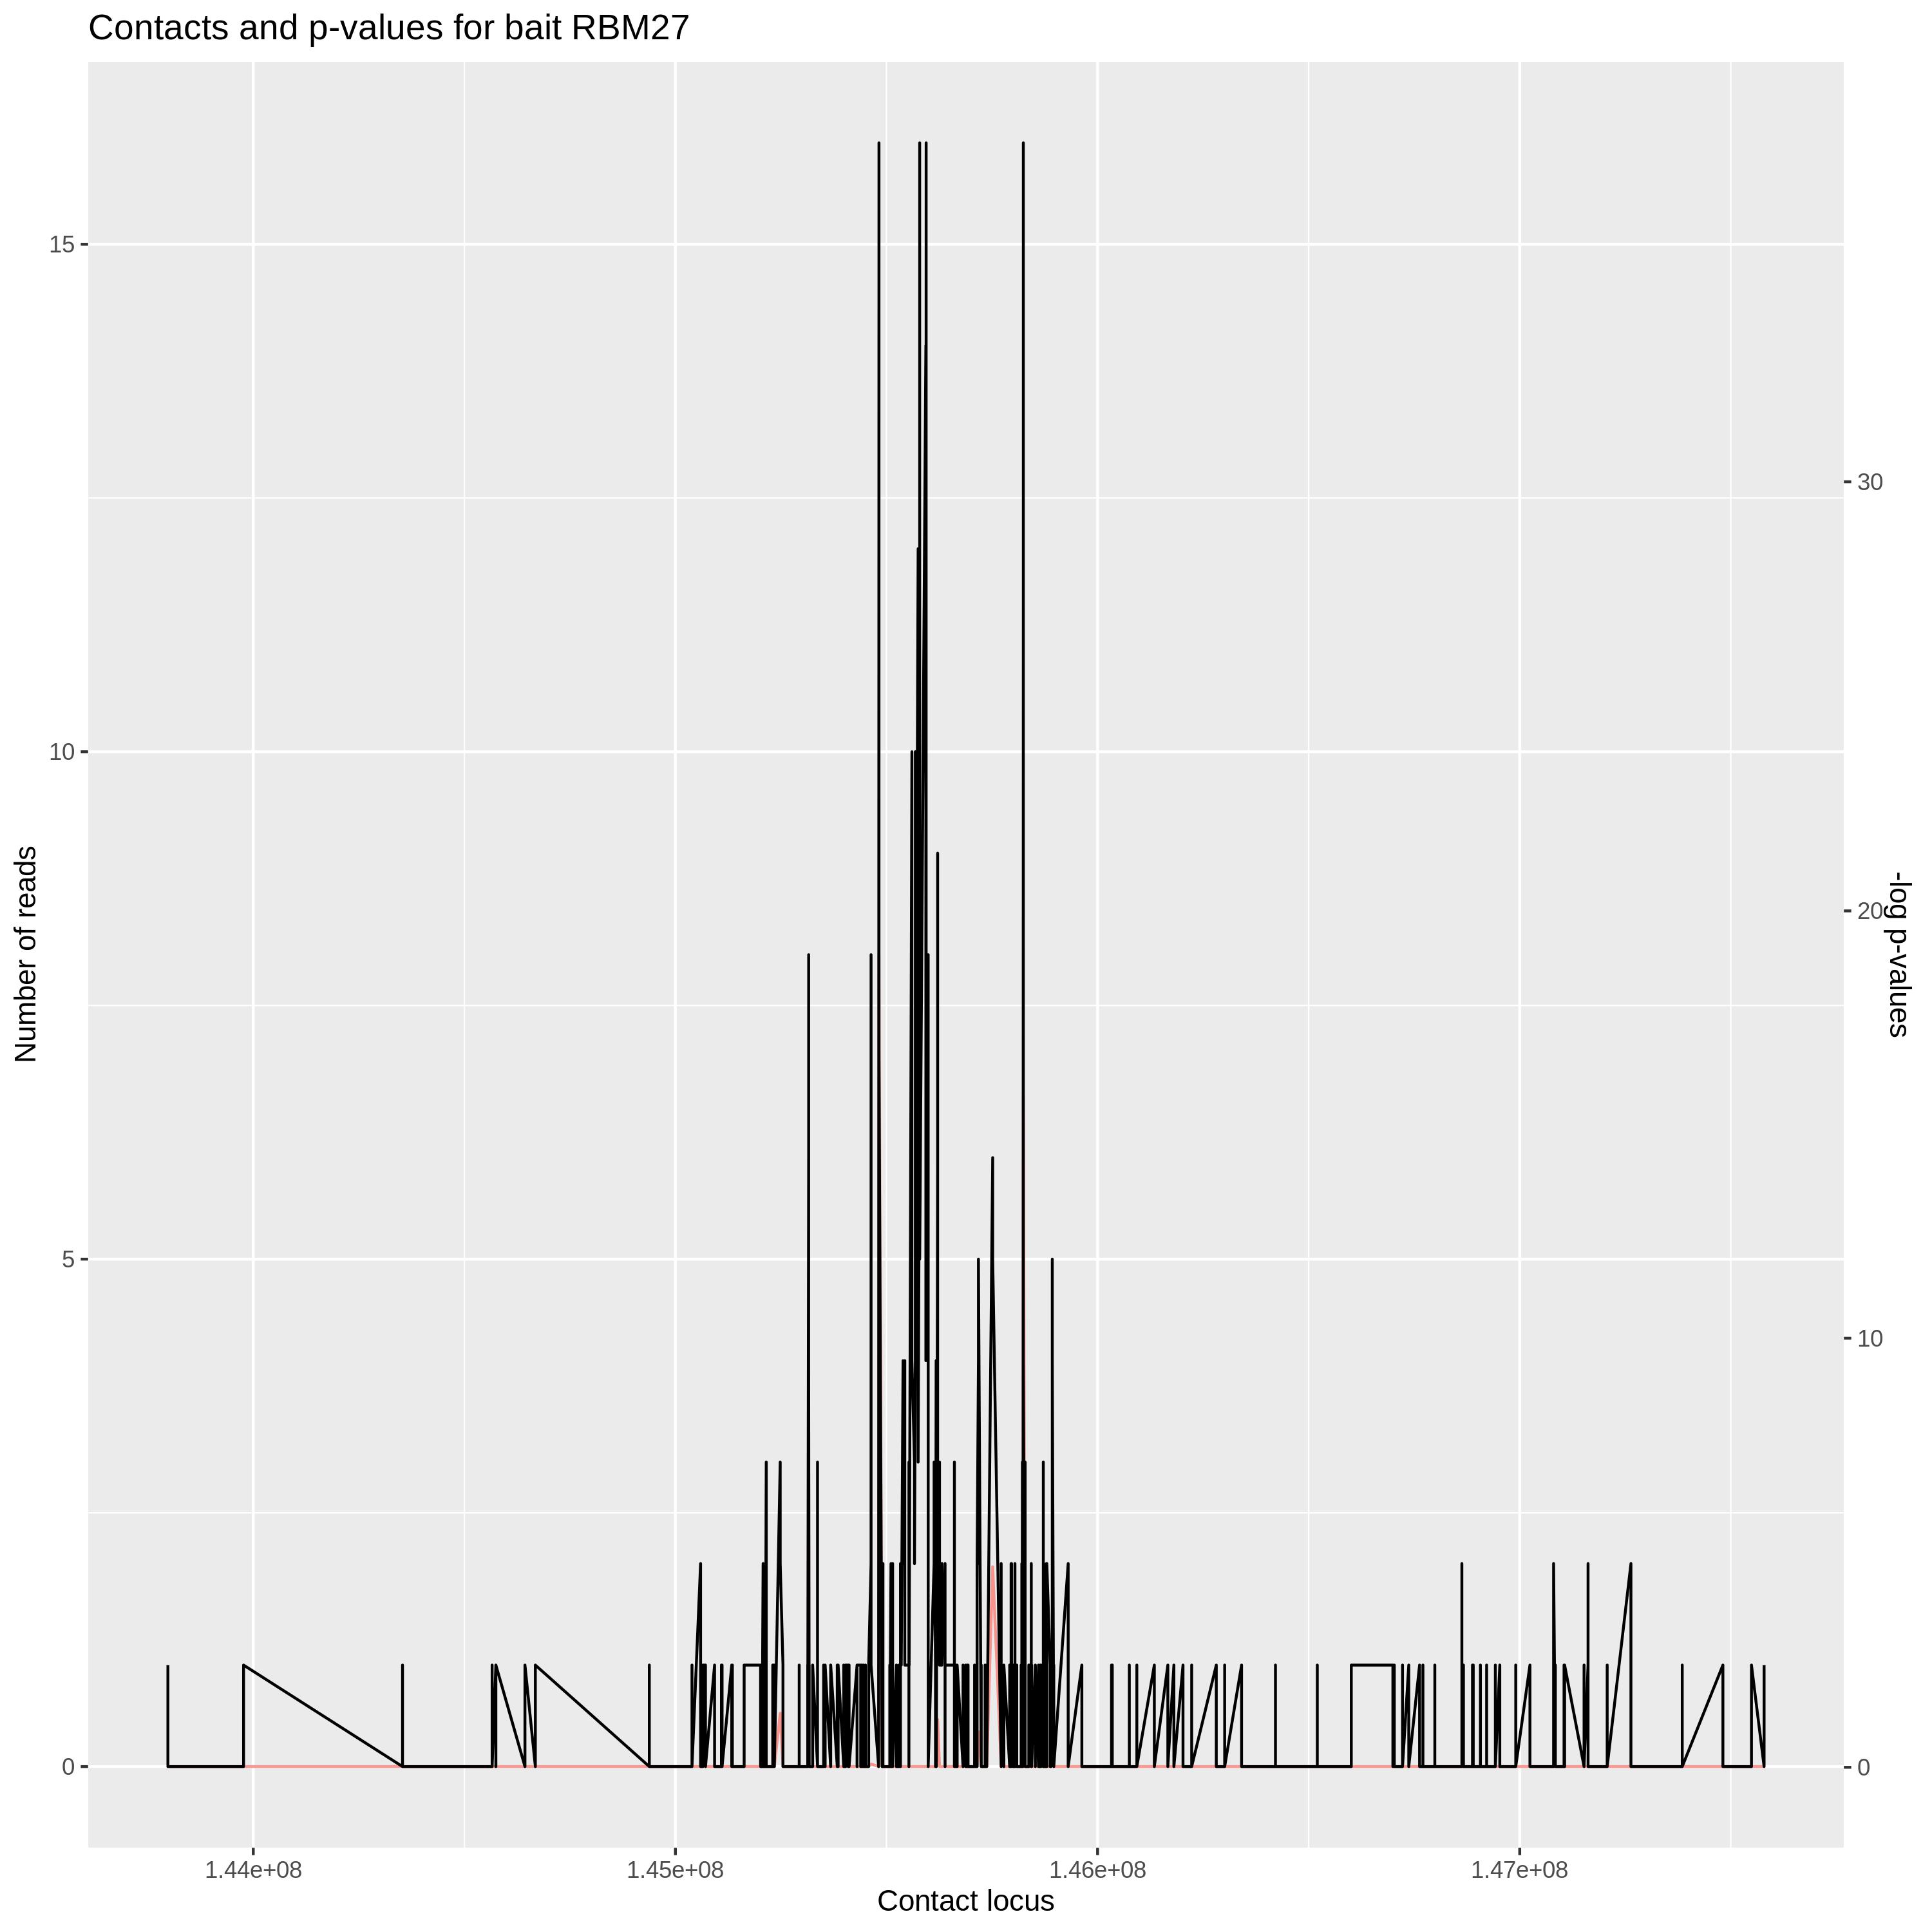 Contacts and p-values for bait RBM27
15
10
5
0
Number of reads
30
20
10
0
-log p-values
1.44e+08
1.45e+08
1.46e+08
1.47e+08
Contact locus